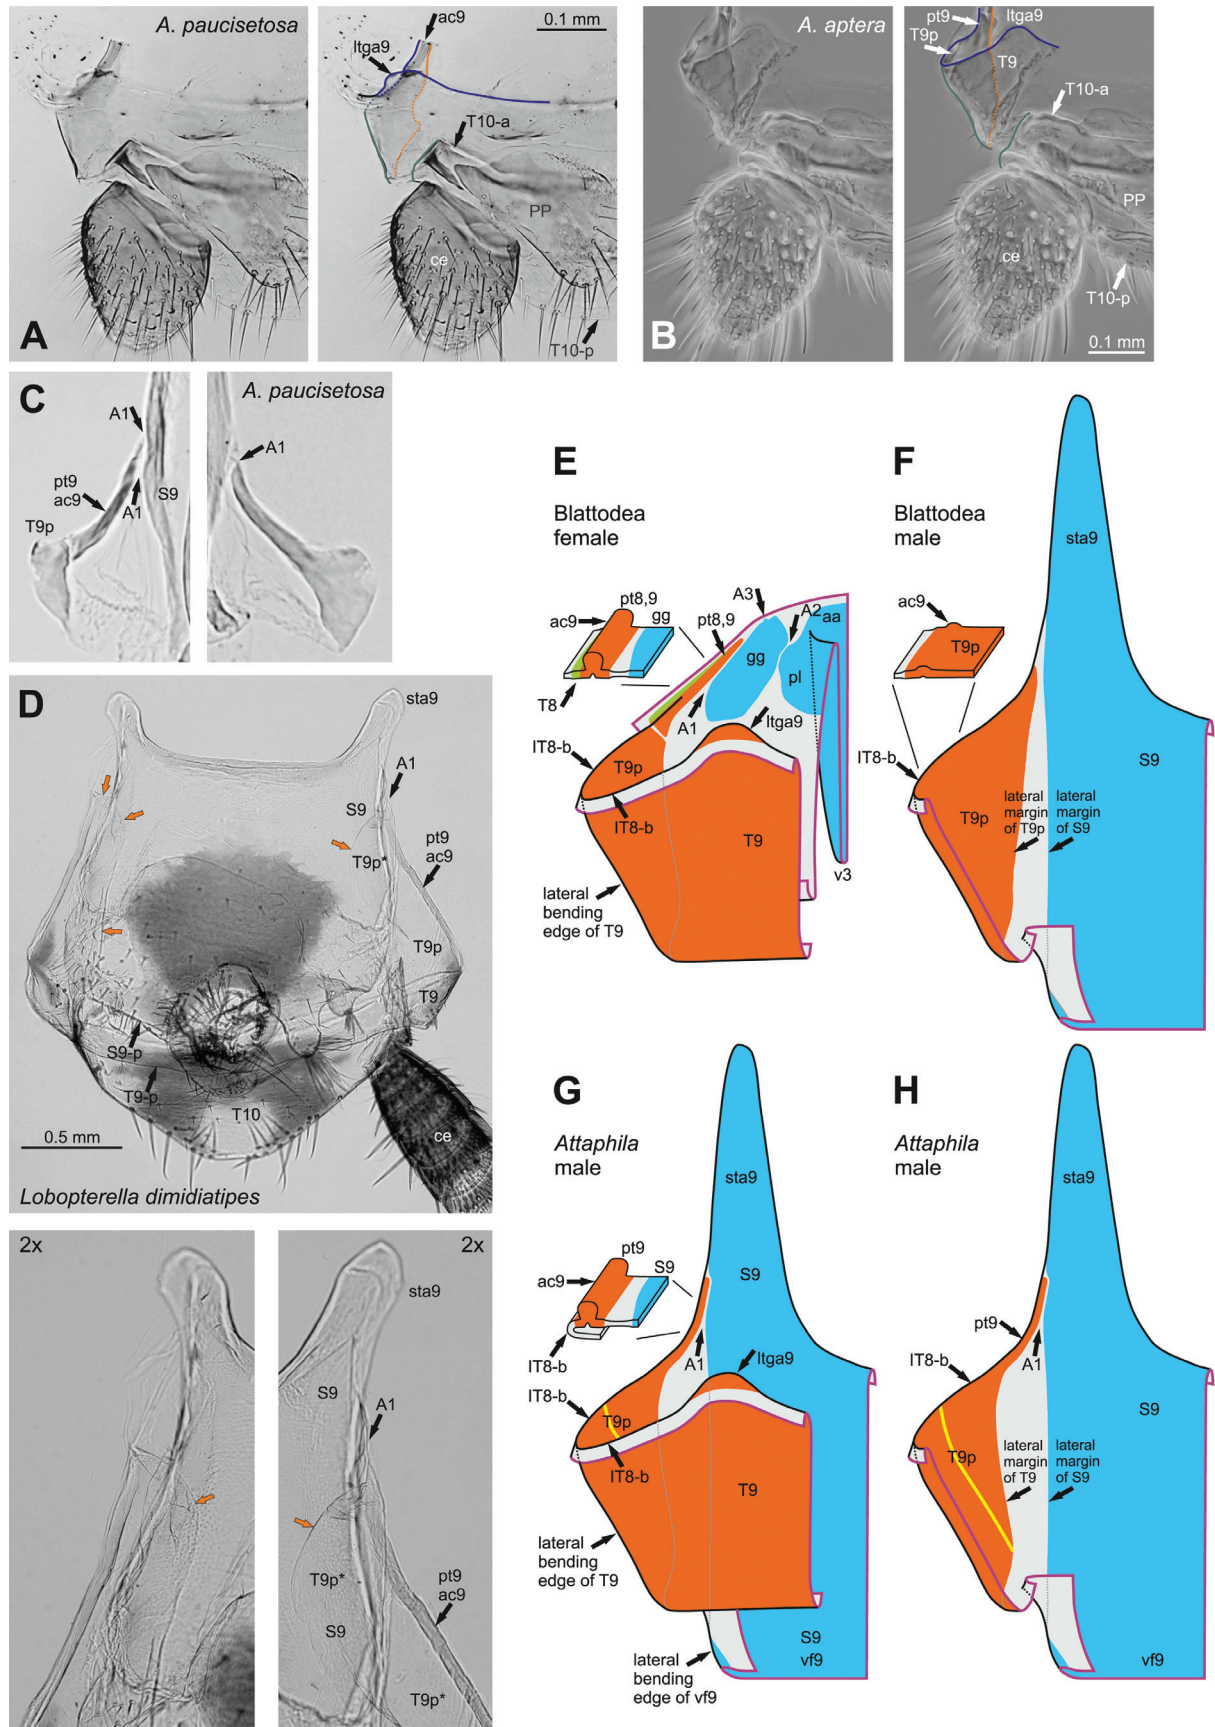 A. paucisetosa
ac9
0.1 mm
ltga9
T10-a
PP
ce
T10-p
A
A. aptera
pt9
ltga9
T9p
T9
T10-a
PP
ce
T10-p
0.1 mm
B
C
A. paucisetosa
A1
A1
pt9
ac9
A1
S9
T9p
D
sta9
A1
S9
pt9
ac9
T9p*
T9p
T9
S9-p
T9-p
T10
ce
0.5 mm
Lobopterella dimidiatipes
2x
2x
sta9
S9
A1
T9p*
pt9
ac9
S9
T9p*
E
Blattodea
female
A3
pt8,9
gg
ac9
pt8,9
A2
aa
gg
pl
T8
A1
ltga9
IT8-b
T9p
IT8-b
T9
lateral
bending
edge of T9
v3
F
Blattodea
male
sta9
ac9
T9p
IT8-b
S9
T9p
lateral
margin
of T9p
lateral
margin
of S9
G
Attaphila
male
sta9
pt9
S9
ac9
S9
IT8-b
A1
ltga9
IT8-b
T9p
IT8-b
T9
lateral
bending
edge of T9
S9
vf9
lateral
bending
edge of vf9
H
Attaphila
male
sta9
pt9
A1
IT8-b
S9
T9p
lateral
margin
of T9
lateral
margin
of S9
vf9